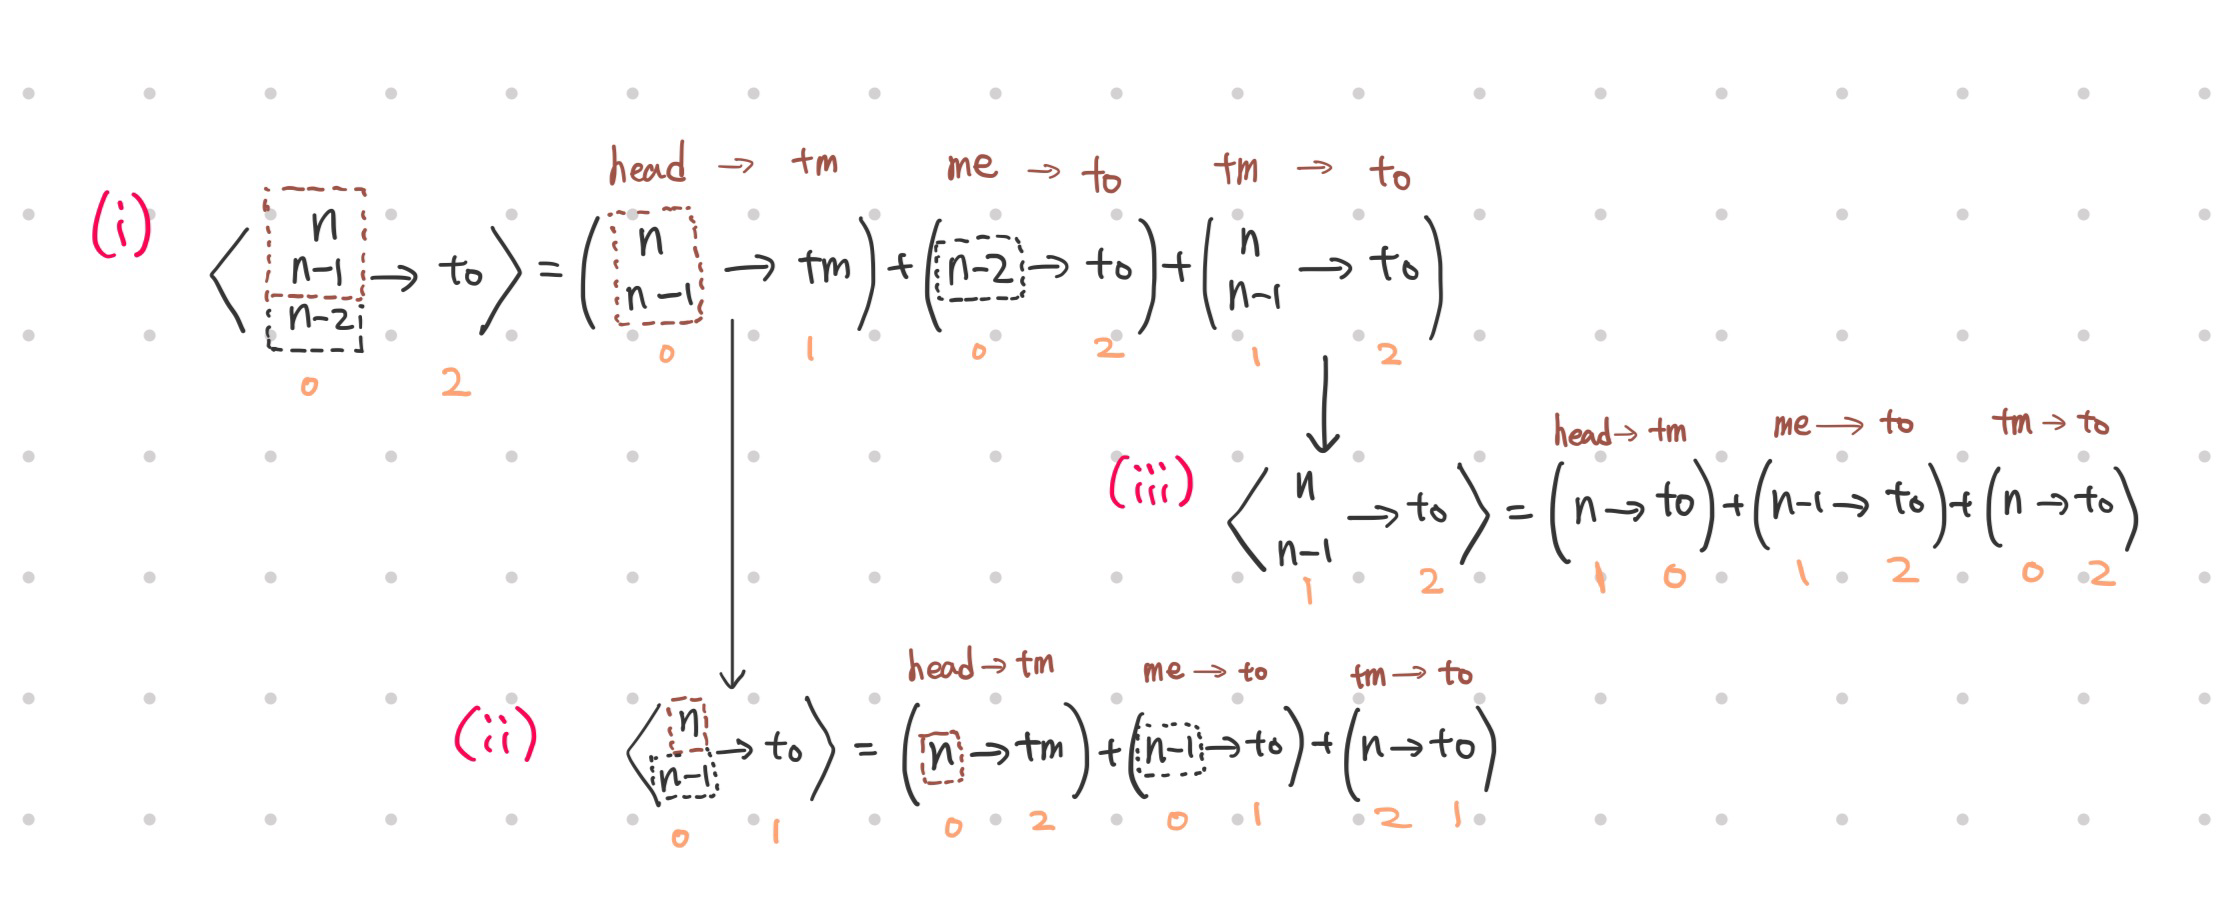 head → tm me → to tm → to
(i) ⟨ n n-1 n-2 → to ⟩ = ( n n-1 → tm ) + ( n-2 → to ) + ( n n-1 → to )
0 2 0 1 0 2 1 2
head → tm me → to tm → to
(iii) ⟨ n n-1 → to ⟩ = ( n → to ) + ( n-1 → to ) + ( n → to )
1 2 1 0 1 2 0 2
head → tm me → to tm → to
(ii) ⟨ n n-1 → to ⟩ = ( n → tm ) + ( n-1 → to ) + ( n → to )
0 1 0 2 0 1 2 1